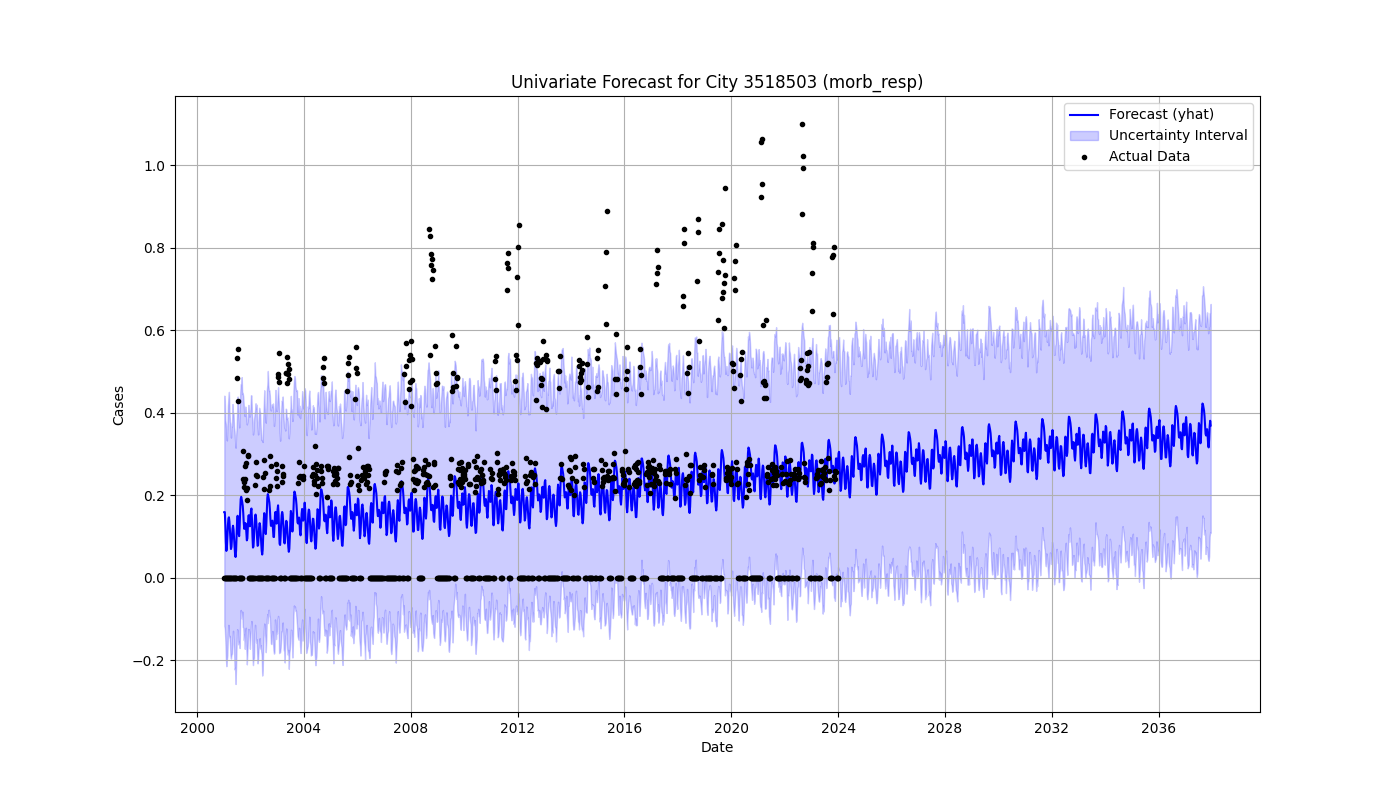 Univariate Forecast for City 3518503 (morb_resp)
Forecast (yhat)
Uncertainty Interval
Actual Data
Cases
1.0
0.8
0.6
0.4
0.2
0.0
−0.2
2000 2004 2008 2012 2016 2020 2024 2028 2032 2036
Date